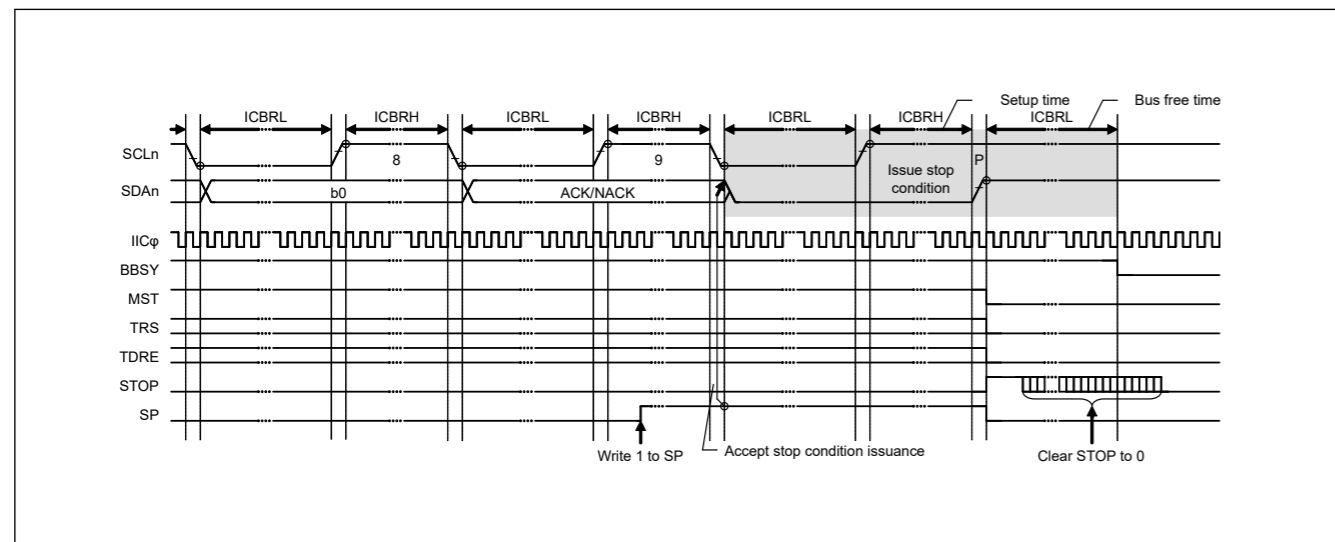 Setup time
Bus free time
ICBRL ICBRH ICBRL ICBRH ICBRL ICBRH ICBRL
SCLn 8 9 P
Issue stop
condition
SDAn b0 ACK/NACK
IICφ
BBSY
MST
TRS
TDRE
STOP
SP
Write 1 to SP
Accept stop condition issuance
Clear STOP to 0